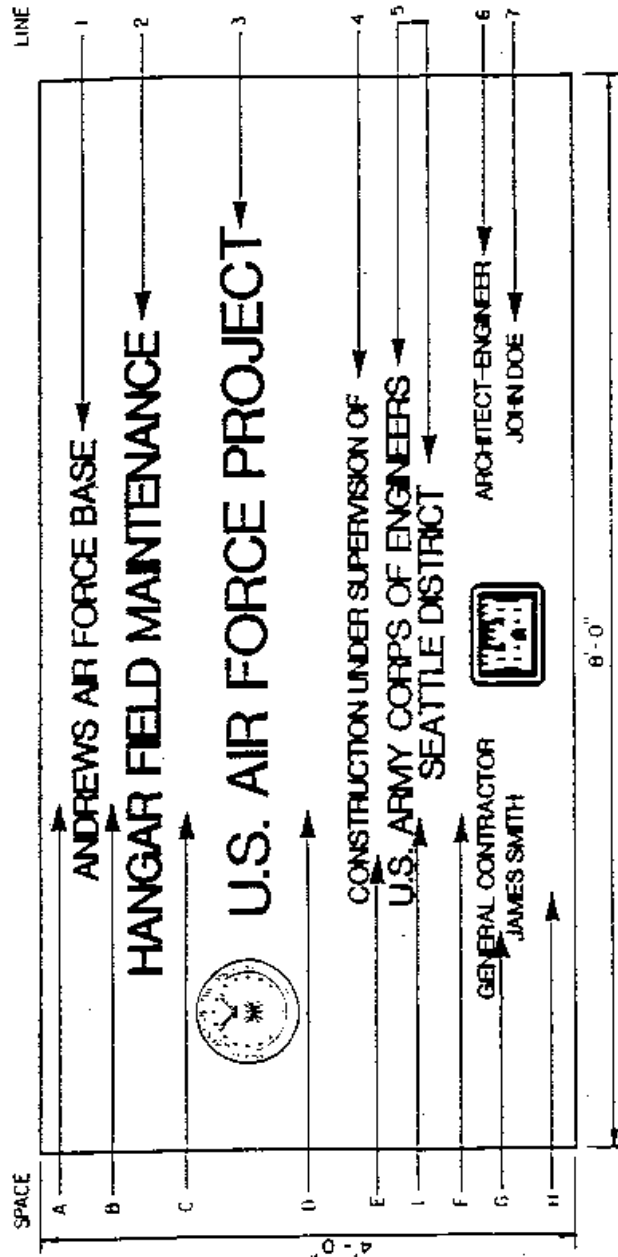 SPACE
LINE
A
1
ANDREWS AIR FORCE BASE
B
2
HANGAR FIELD MAINTENANCE
C
3
U.S. AIR FORCE PROJECT
D
4
CONSTRUCTION UNDER SUPERVISION OF
E
5
U.S. ARMY CORPS OF ENGINEERS
SEATTLE DISTRICT
F
6
GENERAL CONTRACTOR
ARCHITECT-ENGINEER
G
7
JAMES SMITH
JOHN DOE
H
4'-0"
8'-0"